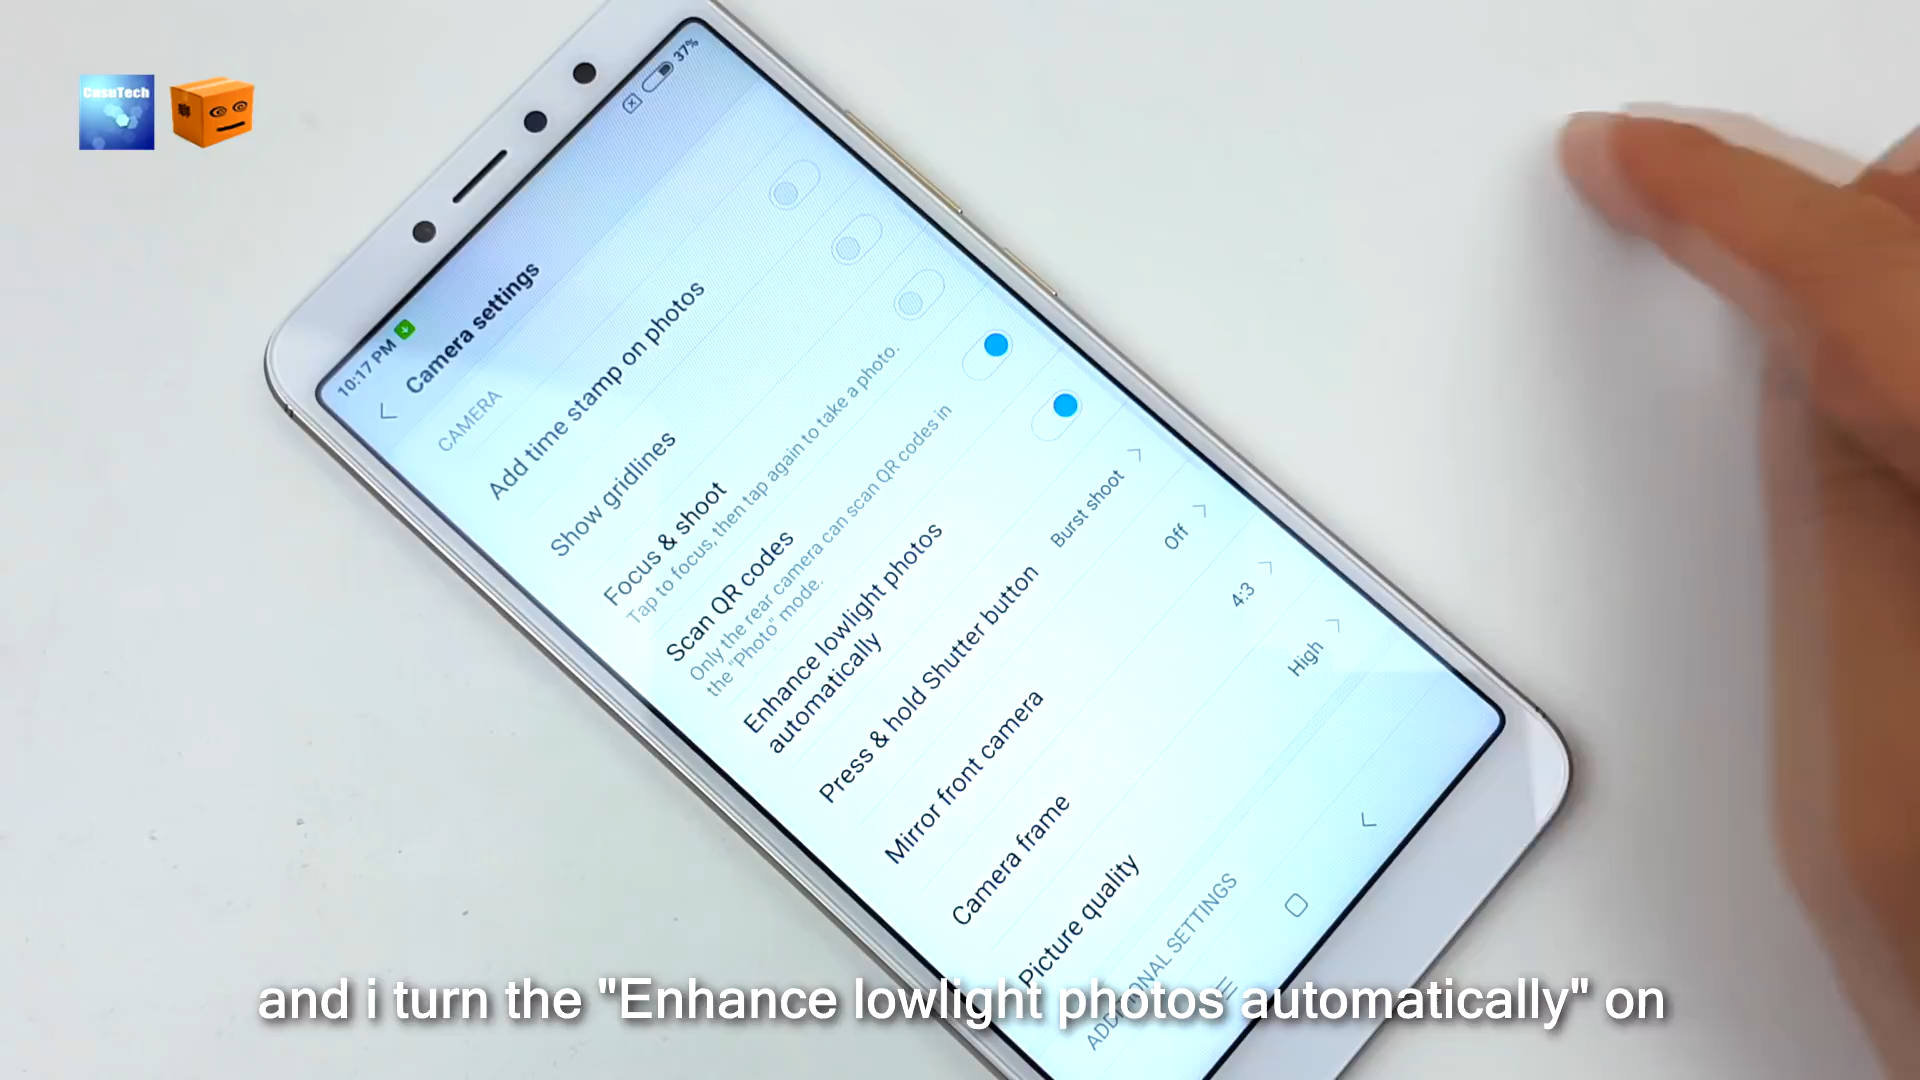 CasuTech
10:17 PM
37%
Camera settings
CAMERA
Add time stamp on photos
Show gridlines
Focus & shoot
Tap to focus, then tap again to take a photo.
Scan QR codes
Only the rear camera can scan QR codes in
the "Photo" mode.
Enhance lowlight photos
automatically
Press & hold Shutter button
Burst shoot
Mirror front camera
Off
Camera frame
4:3
Picture quality
High
ADDITIONAL SETTINGS
and i turn the "Enhance lowlight photos automatically" on